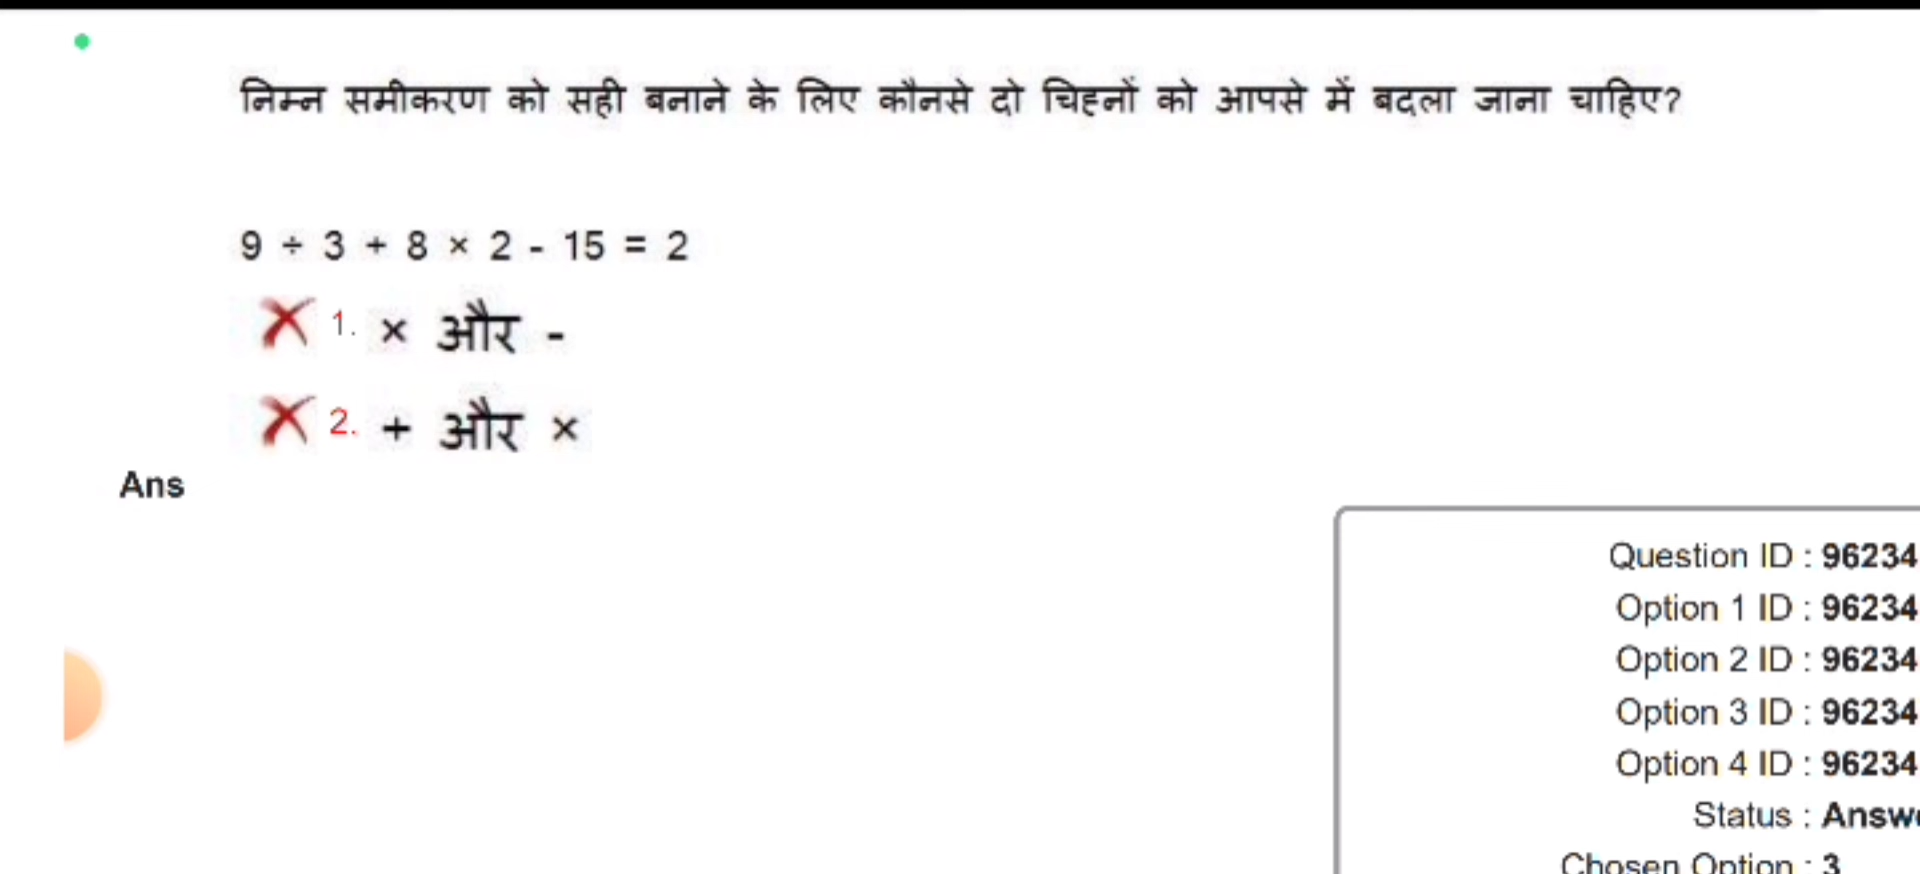 निम्न समीकरण को सही बनाने के लिए कौनसे दो चिह्नों को आपसे में बदला जाना चाहिए?
9 ÷ 3 + 8 × 2 - 15 = 2
1. × और -
2. + और ×
Ans
Question ID : 96234
Option 1 ID : 96234
Option 2 ID : 96234
Option 3 ID : 96234
Option 4 ID : 96234
Status : Answe
Chosen Option : 3